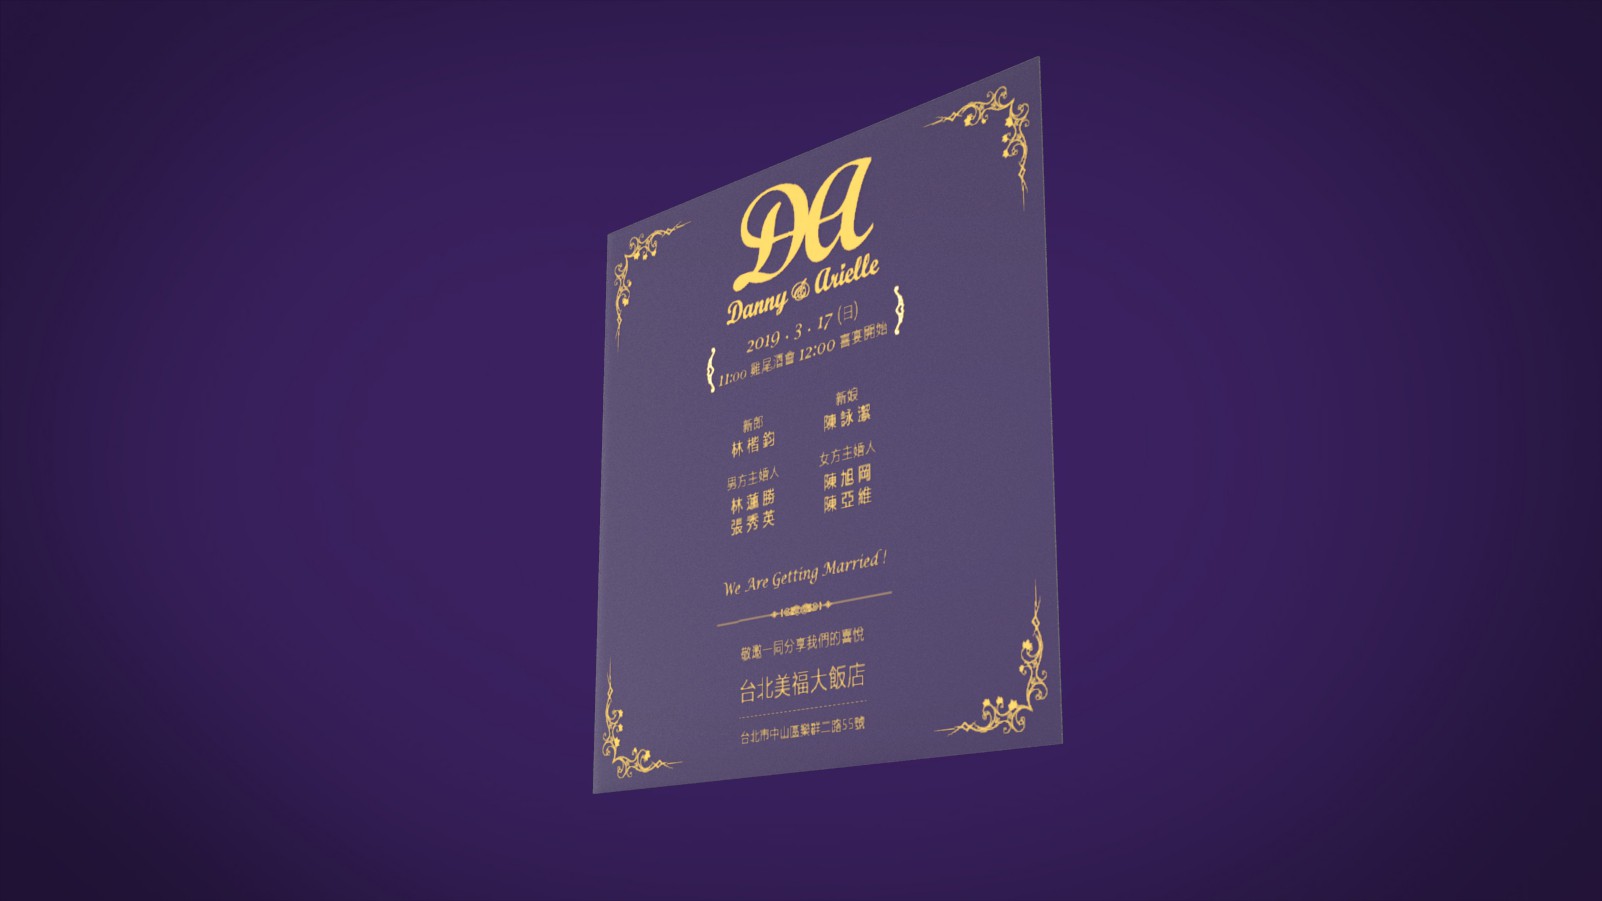 DA
Danny & Arielle
2019 . 3 . 17 (日)
11:00 雞尾酒會 12:00 喜宴開始
新郎
林楷鈞
新娘
陳詠潔
男方主婚人
林蓮勝
張秀英
女方主婚人
陳旭岡
陳亞維
We Are Getting Married !
敬邀一同分享我們的喜悅
台北美福大飯店
台北市中山區樂群二路55號